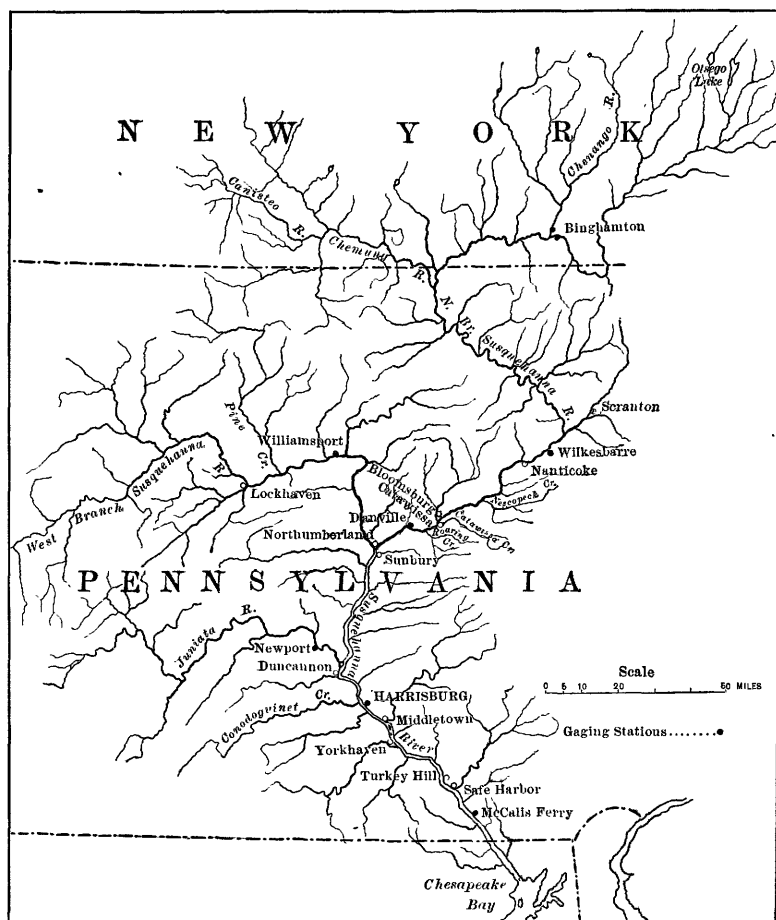 Otsego
Lake
NEW YORK
Chenango R.
Canisteo R.
Binghamton
Chemung R.
N. Br. Susquehanna R.
Scranton
Pine Cr.
Williamsport
Wilkesbarre
Nanticoke
Susquehanna R.
West Branch
Lockhaven
Bloomsburg
Catawissa
Nescopeck Cr.
Danville
Catawissa Cr.
Roaring Cr.
Northumberland
Sunbury
PENNSYLVANIA
Juniata R.
Susquehanna
Newport
Duncannon
Scale
0 5 10 20 50 MILES
HARRISBURG
Conodoguinet Cr.
Middletown
River
Gaging Stations
Yorkhaven
Turkey Hill
Safe Harbor
McCalls Ferry
Chesapeake
Bay